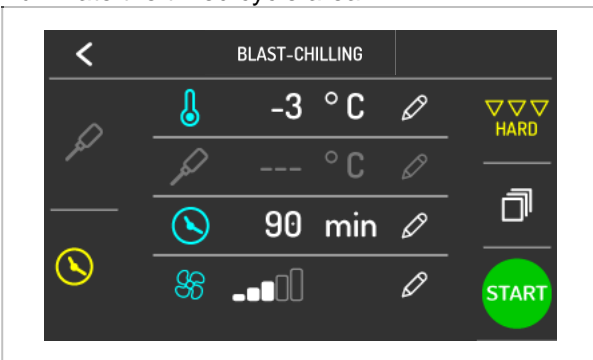 BLAST-CHILLING
-3 °C
HARD
--- °C
90 min
START